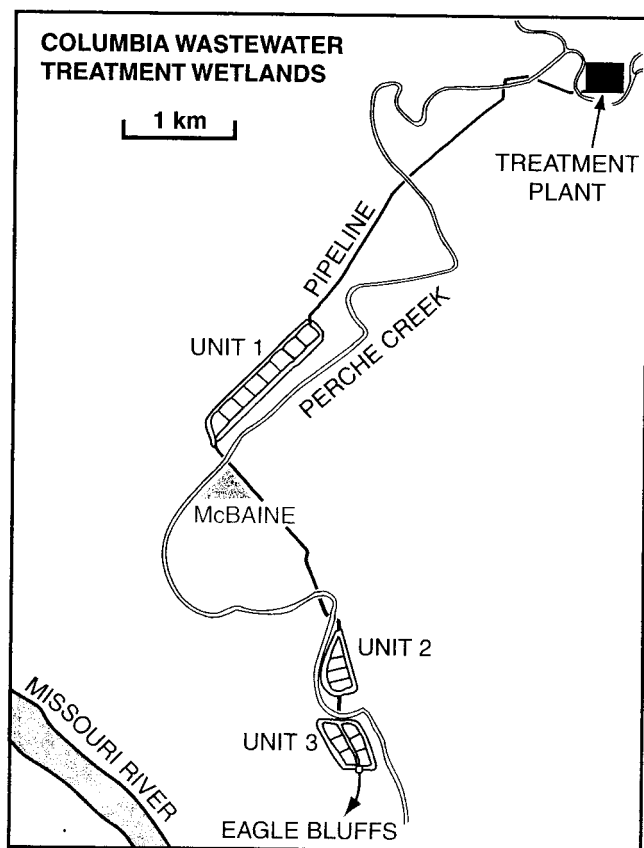 COLUMBIA WASTEWATER
TREATMENT WETLANDS
1 km
TREATMENT
PLANT
PIPELINE
UNIT 1
PERCHE CREEK
McBAINE
UNIT 2
MISSOURI RIVER
UNIT 3
EAGLE BLUFFS